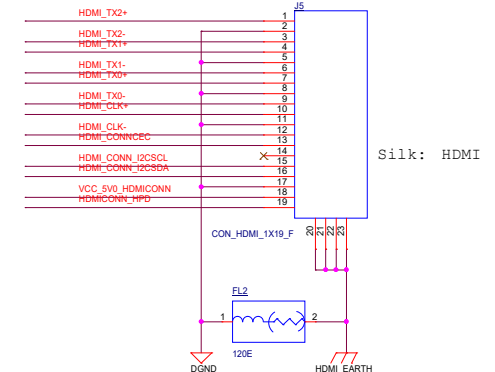 J5
HDMI_TX2+
1
2
HDMI_TX2-
3
HDMI_TX1+
4
5
HDMI_TX1-
6
HDMI_TX0+
7
8
HDMI_TX0-
9
HDMI_CLK+
10
11
HDMI_CLK-
12
HDMI_CONNCEC
13
14
Silk: HDMI
HDMI_CONN_I2CSCL
15
HDMI_CONN_I2CSDA
16
17
VCC_5V0_HDMICONN
18
HDMICONN_HPD
19
CON_HDMI_1X19_F
20
21
22
23
FL2
1
2
120E
DGND
HDMI_EARTH